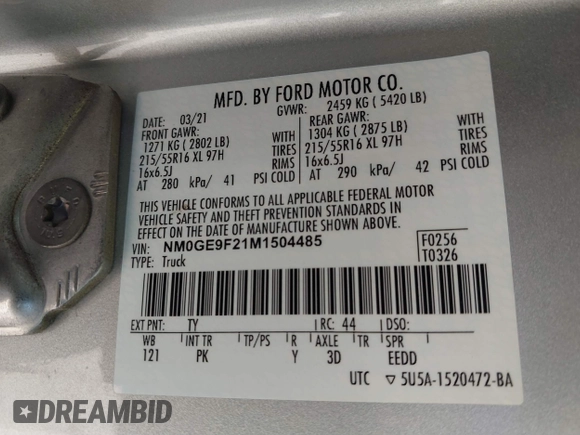 MFD. BY FORD MOTOR CO.
DATE: 03/21 GVWR: 2459 KG ( 5420 LB)
FRONT GAWR: REAR GAWR:
1271 KG ( 2802 LB) WITH 1304 KG ( 2875 LB) WITH
215/55R16 XL 97H TIRES 215/55R16 XL 97H TIRES
16x6.5J RIMS 16x6.5J RIMS
AT 280 kPa/ 41 PSI COLD AT 290 kPa/ 42 PSI COLD
THIS VEHICLE CONFORMS TO ALL APPLICABLE FEDERAL MOTOR
VEHICLE SAFETY AND THEFT PREVENTION STANDARDS IN
EFFECT ON THE DATE OF MANUFACTURE SHOWN ABOVE.
VIN: NM0GE9F21M1504485 F0256
TYPE: Truck T0326
EXT PNT: TY RC: 44 DSO:
WB INT TR TP/PS R AXLE TR SPR
121 PK Y 3D EEDD
UTC ▽ 5U5A-1520472-BA
DREAMBID